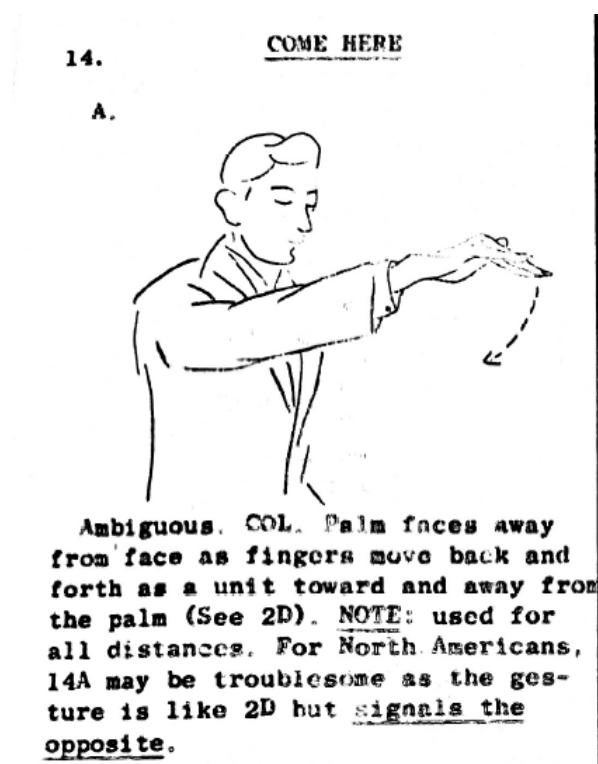 14.
COME HERE
A.
Ambiguous. COL. Palm faces away
from face as fingers move back and
forth as a unit toward and away from
the palm (See 2D). NOTE: used for
all distances. For North Americans,
14A may be troublesome as the ges-
ture is like 2D but signals the
opposite.